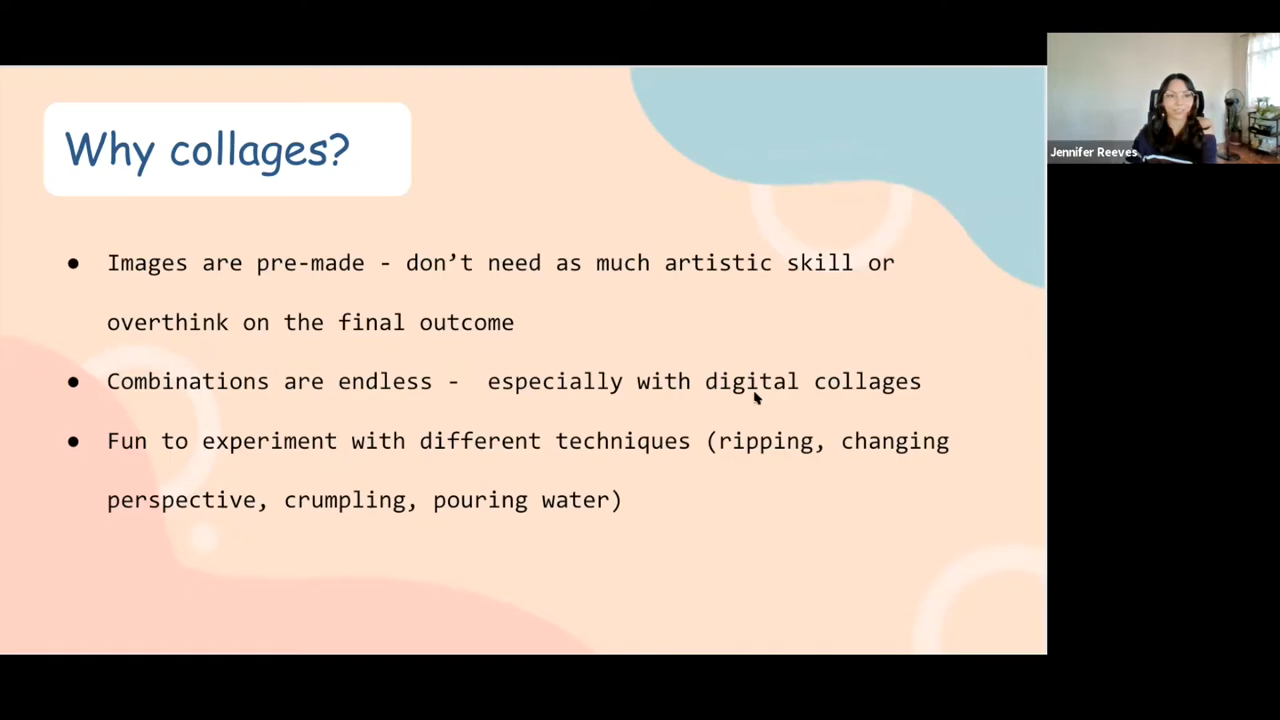 Why collages?
Jennifer Reeves
● Images are pre-made - don’t need as much artistic skill or
overthink on the final outcome
● Combinations are endless -  especially with digital collages
● Fun to experiment with different techniques (ripping, changing
perspective, crumpling, pouring water)